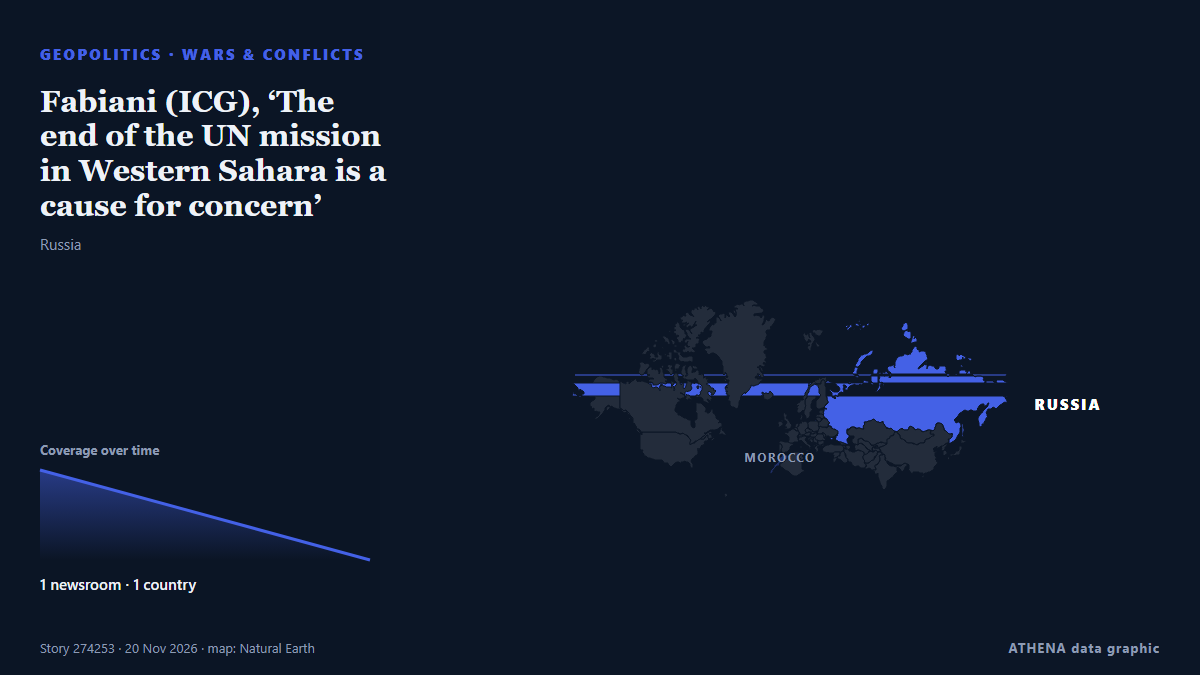 GEOPOLITICS · WARS & CONFLICTS
Fabiani (ICG), ‘The
end of the UN mission
in Western Sahara is a
cause for concern’
Russia
RUSSIA
MOROCCO
Coverage over time
1 newsroom · 1 country
Story 274253 · 20 Nov 2026 · map: Natural Earth
ATHENA data graphic